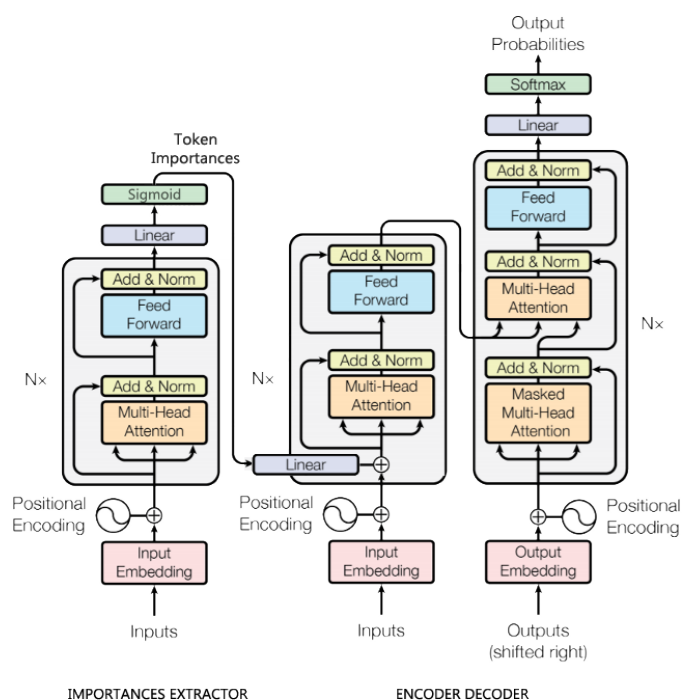 Token
Importances
Sigmoid
Linear
Add & Norm
Feed
Forward
Nx
Add & Norm
Multi-Head
Attention
Positional
Encoding
Input
Embedding
Inputs
IMPORTANCES EXTRACTOR
Add & Norm
Feed
Forward
Nx
Add & Norm
Multi-Head
Attention
Linear
Positional
Encoding
Input
Embedding
Inputs
Output
Probabilities
Softmax
Linear
Add & Norm
Feed
Forward
Add & Norm
Multi-Head
Attention
Nx
Add & Norm
Masked
Multi-Head
Attention
Positional
Encoding
Output
Embedding
Outputs
(shifted right)
ENCODER DECODER